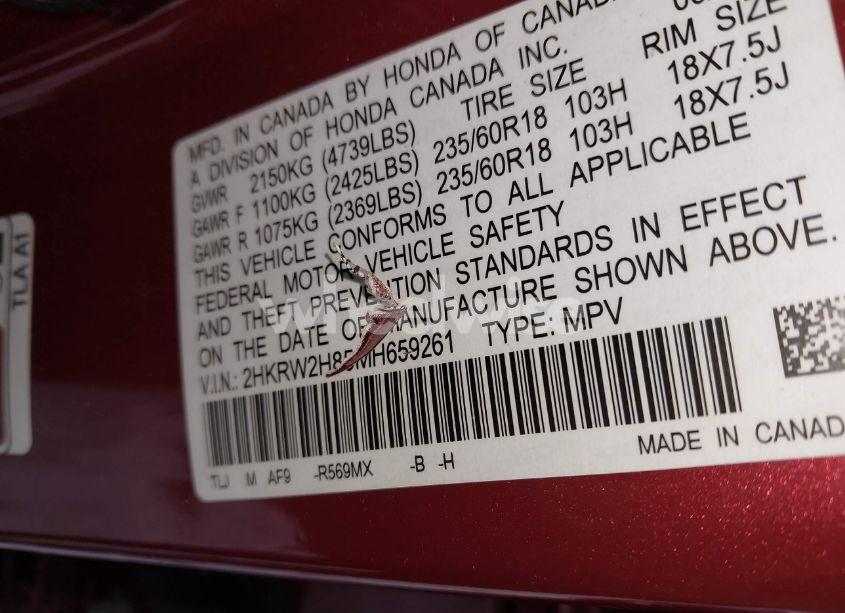 MFD. IN CANADA BY HONDA OF CANADA
A DIVISION OF HONDA CANADA INC.
GVWR 2150KG (4739LBS) TIRE SIZE RIM SIZE
GAWR F 1100KG (2425LBS) 235/60R18 103H 18X7.5J
GAWR R 1075KG (2369LBS) 235/60R18 103H 18X7.5J
THIS VEHICLE CONFORMS TO ALL APPLICABLE
FEDERAL MOTOR VEHICLE SAFETY
AND THEFT PREVENTION STANDARDS IN EFFECT
ON THE DATE OF MANUFACTURE SHOWN ABOVE.
V.I.N.: 2HKRW2H85MH659261 TYPE: MPV
TLJ M AF9 -R569MX -B -H MADE IN CANADA
TLA A1